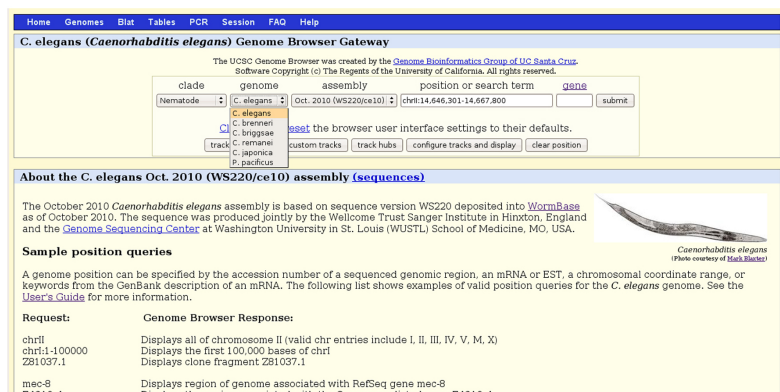 Home Genomes Blat Tables PCR Session FAQ Help
C. elegans (Caenorhabditis elegans) Genome Browser Gateway
The UCSC Genome Browser was created by the Genome Bioinformatics Group of UC Santa Cruz.
Software Copyright (c) The Regents of the University of California. All rights reserved.
clade genome assembly position or search term gene
Nematode C. elegans Oct. 2010 (WS220/ce10) chrII:14,646,301-14,667,800 submit
C. elegans
C. brenneri
C. briggsae
C. remanei
C. japonica
P. pacificus
the browser user interface settings to their defaults.
track custom tracks track hubs configure tracks and display clear position
About the C. elegans Oct. 2010 (WS220/ce10) assembly (sequences)
The October 2010 Caenorhabditis elegans assembly is based on sequence version WS220 deposited into WormBase
as of October 2010. The sequence was produced jointly by the Wellcome Trust Sanger Institute in Hinxton, England
and the Genome Sequencing Center at Washington University in St. Louis (WUSTL) School of Medicine, MO, USA.
Caenorhabditis elegans
(Photo courtesy of Mark Blaxter)
Sample position queries
A genome position can be specified by the accession number of a sequenced genomic region, an mRNA or EST, a chromosomal coordinate range, or
keywords from the GenBank description of an mRNA. The following list shows examples of valid position queries for the C. elegans genome. See the
User's Guide for more information.
Request: Genome Browser Response:
chrII Displays all of chromosome II (valid chr entries include I, II, III, IV, V, M, X)
chrI:1-100000 Displays the first 100,000 bases of chrI
Z81037.1 Displays clone fragment Z81037.1
mec-8 Displays region of genome associated with RefSeq gene mec-8